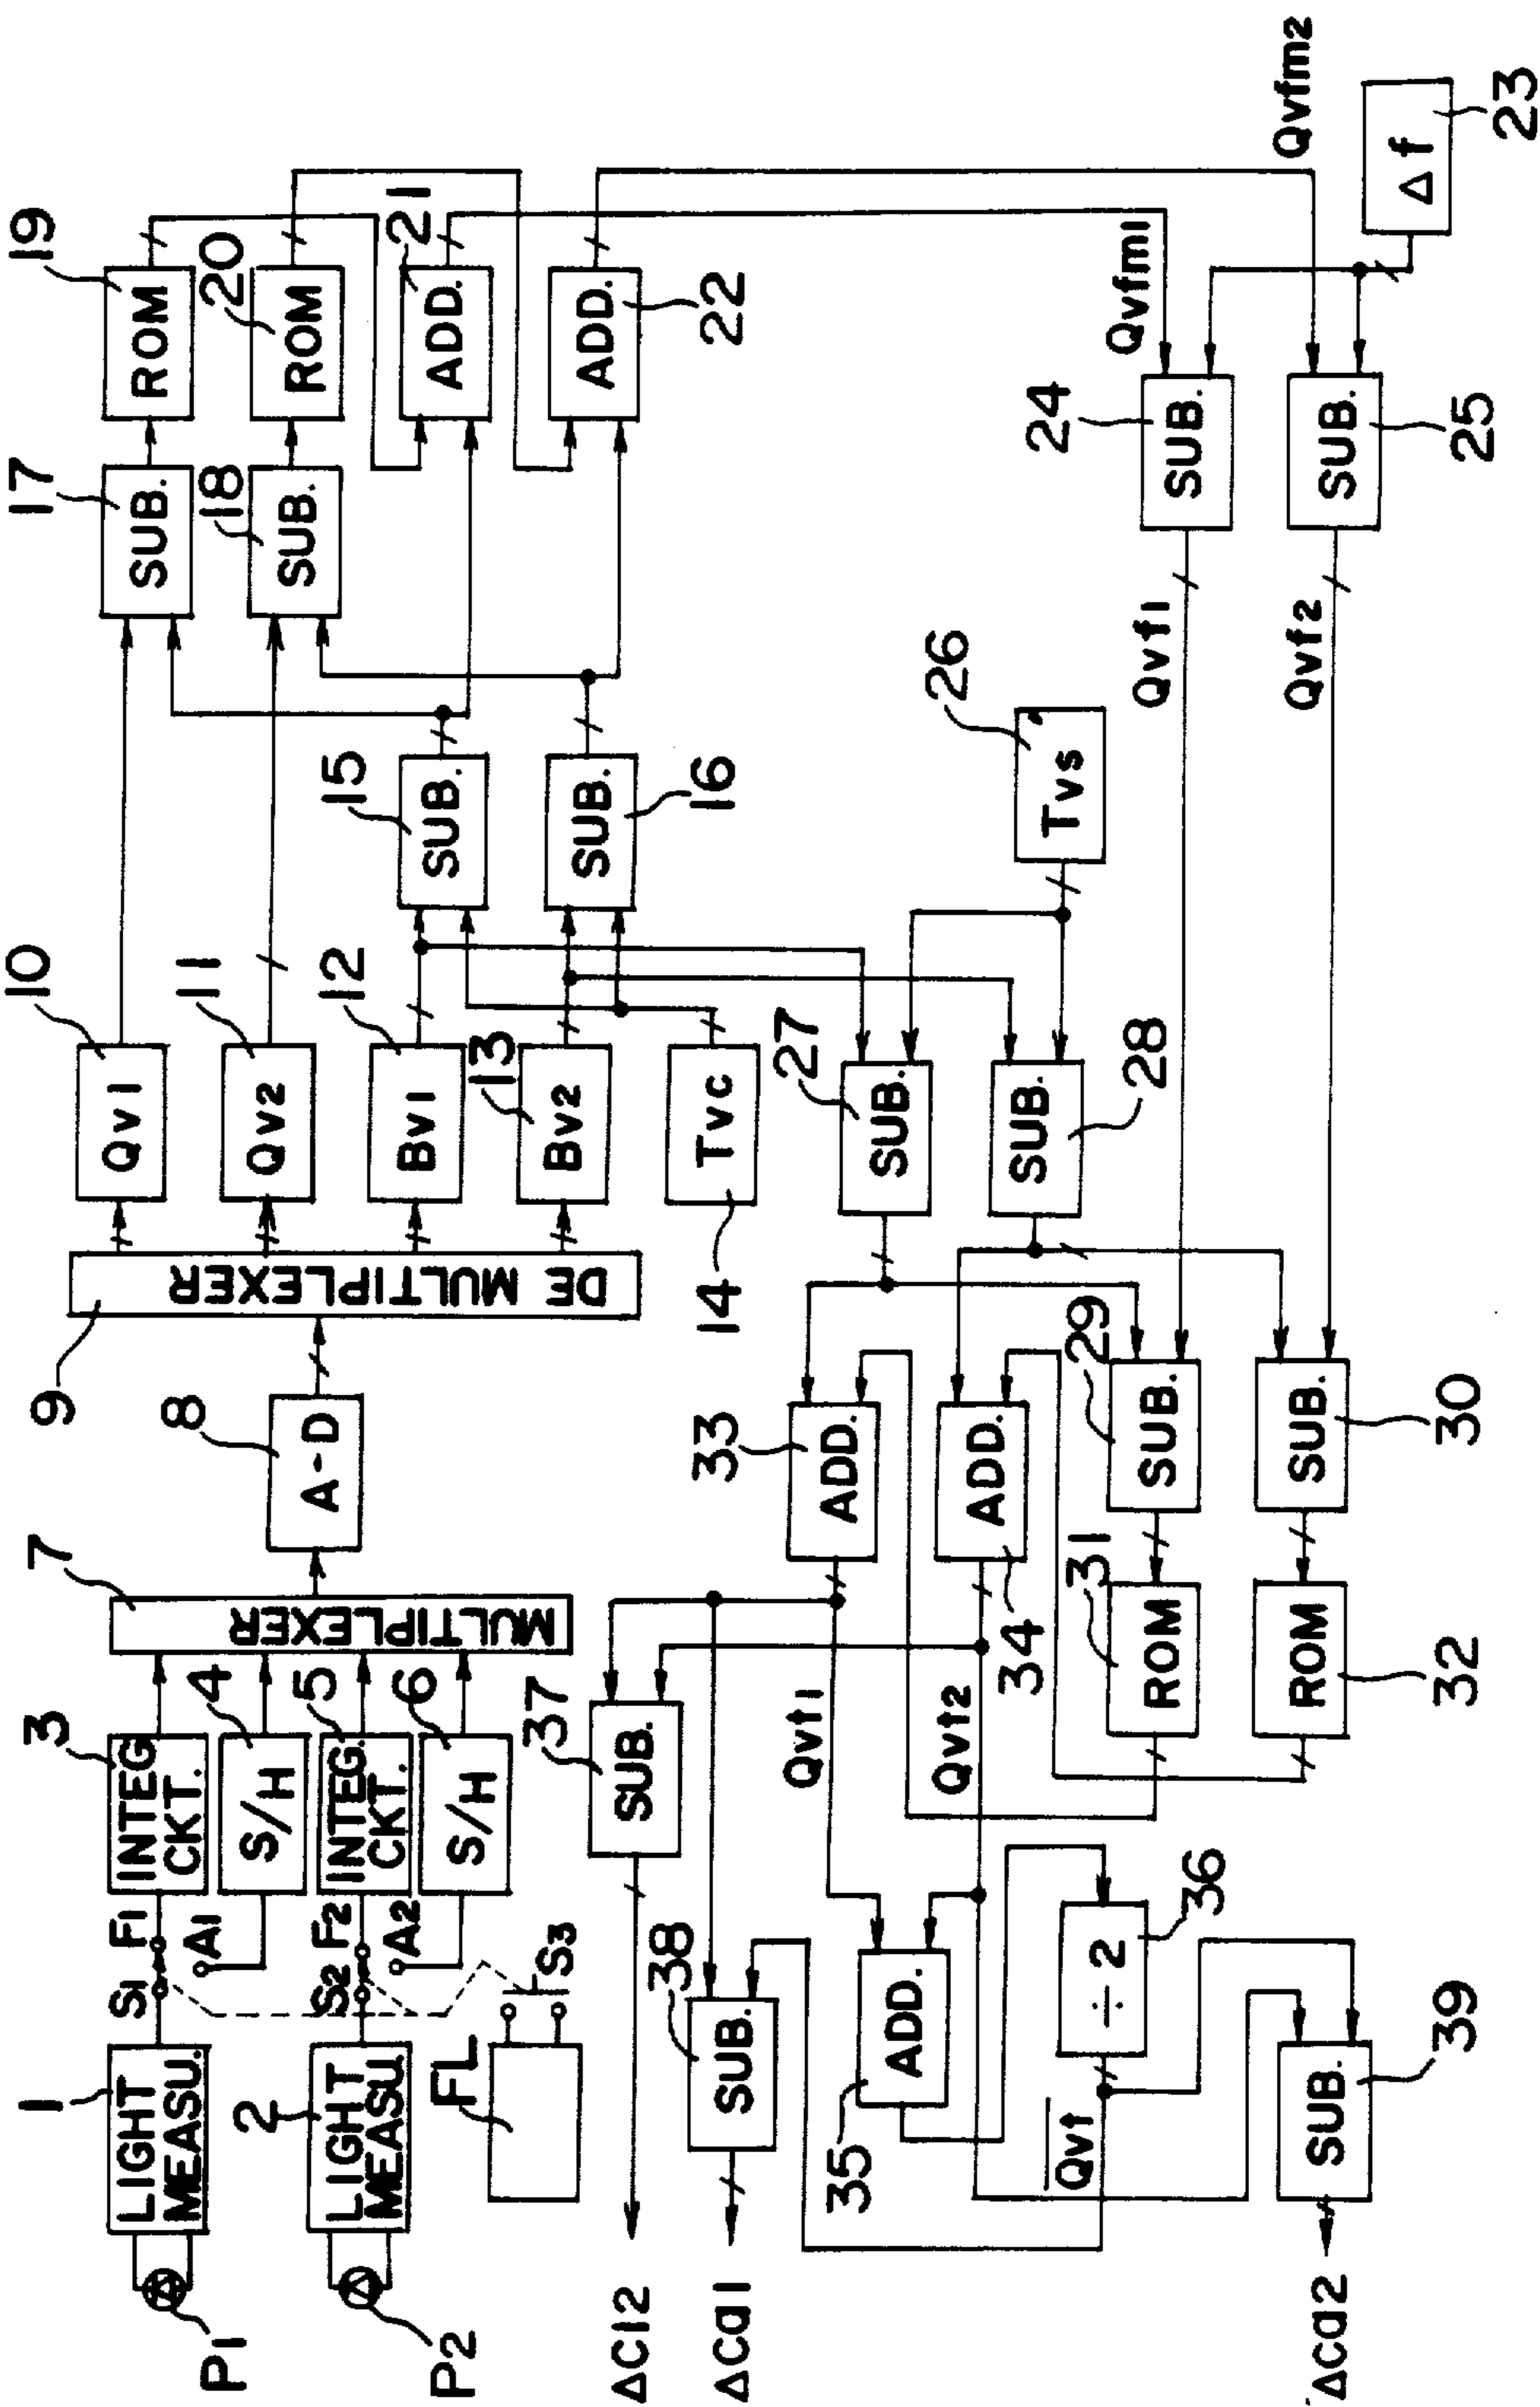 1
LIGHT
MEASU.
P1
2
LIGHT
MEASU.
P2
FL
S1
F1
A1
S2
F2
A2
S3
3
INTEG
CKT.
4
S/H
5
INTEG.
CKT.
6
S/H
7
MULTIPLEXER
8
A-D
9
DE MULTIPLEXER
10
Qv1
11
Qv2
12
Bv1
13
Bv2
14
Tvc
15
SUB.
16
SUB.
17
SUB.
18
SUB.
19
ROM
20
ROM
21
ADD.
22
ADD.
Qvfm1
Qvfm2
23
Δf
24
SUB.
25
SUB.
Qvf1
Qvf2
26
Tvs
27
SUB.
28
SUB.
29
SUB.
30
SUB.
31
ROM
32
ROM
33
ADD.
34
ADD.
Qvt1
Qvt2
35
ADD.
36
÷2
Q̅v̅t̅
37
SUB.
38
SUB.
39
SUB.
ΔC12
ΔCa1
ΔCa2